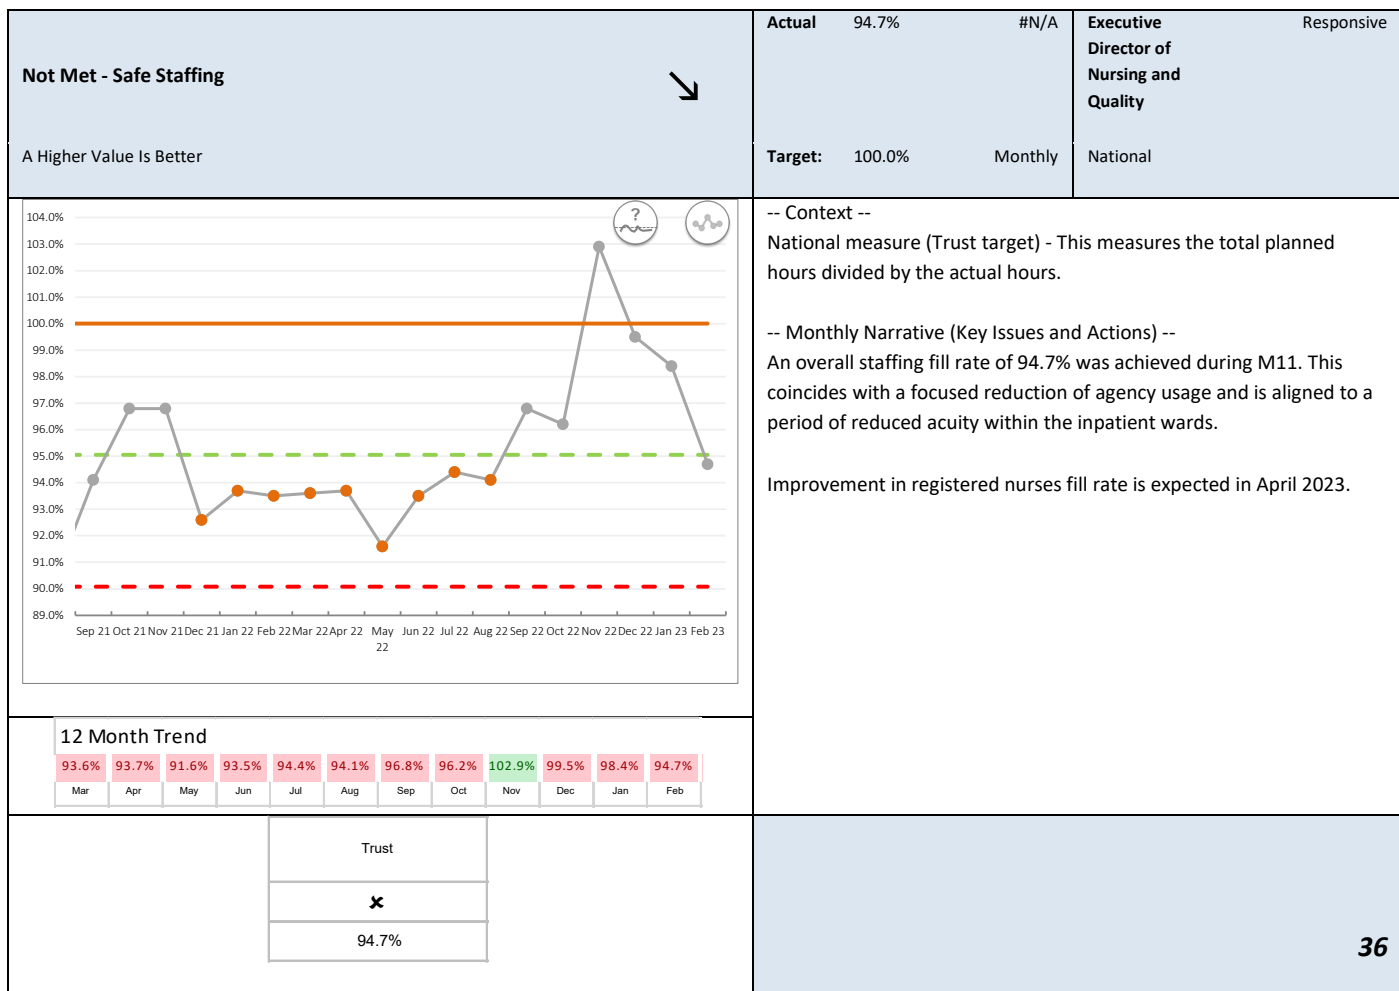 Not Met - Safe Staffing
A Higher Value Is Better
Actual 94.7% #N/A
Target: 100.0% Monthly
Executive Responsive
Director of
Nursing and
Quality
National
104.0%
103.0%
102.0%
101.0%
100.0%
99.0%
98.0%
97.0%
96.0%
95.0%
94.0%
93.0%
92.0%
91.0%
90.0%
89.0%
?
Sep 21 Oct 21 Nov 21 Dec 21 Jan 22 Feb 22 Mar 22 Apr 22 May Jun 22 Jul 22 Aug 22 Sep 22 Oct 22 Nov 22 Dec 22 Jan 23 Feb 23
22
-- Context --
National measure (Trust target) - This measures the total planned
hours divided by the actual hours.
-- Monthly Narrative (Key Issues and Actions) --
An overall staffing fill rate of 94.7% was achieved during M11. This
coincides with a focused reduction of agency usage and is aligned to a
period of reduced acuity within the inpatient wards.
Improvement in registered nurses fill rate is expected in April 2023.
12 Month Trend
93.6% 93.7% 91.6% 93.5% 94.4% 94.1% 96.8% 96.2% 102.9% 99.5% 98.4% 94.7%
Mar Apr May Jun Jul Aug Sep Oct Nov Dec Jan Feb
Trust
✘
94.7%
36